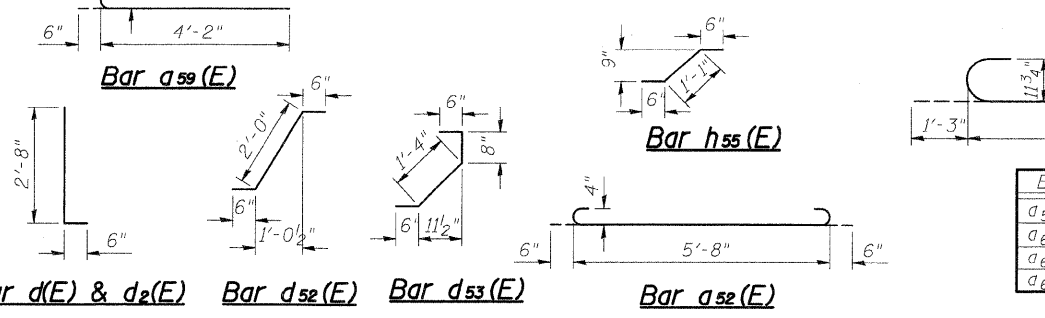 6"
4'-2"
Bar a59(E)
2'-8"
6"
ar d(E) & d2(E)
6"
2'-0"
6"
1'-0½"
Bar d52(E)
6"
1'-4"
8"
6"
11½"
Bar d53(E)
6"
9"
1'-1"
6"
Bar h55(E)
4"
6"
5'-8"
6"
Bar a52(E)
11¾"
1'-3"
a5
a6
a6
a6